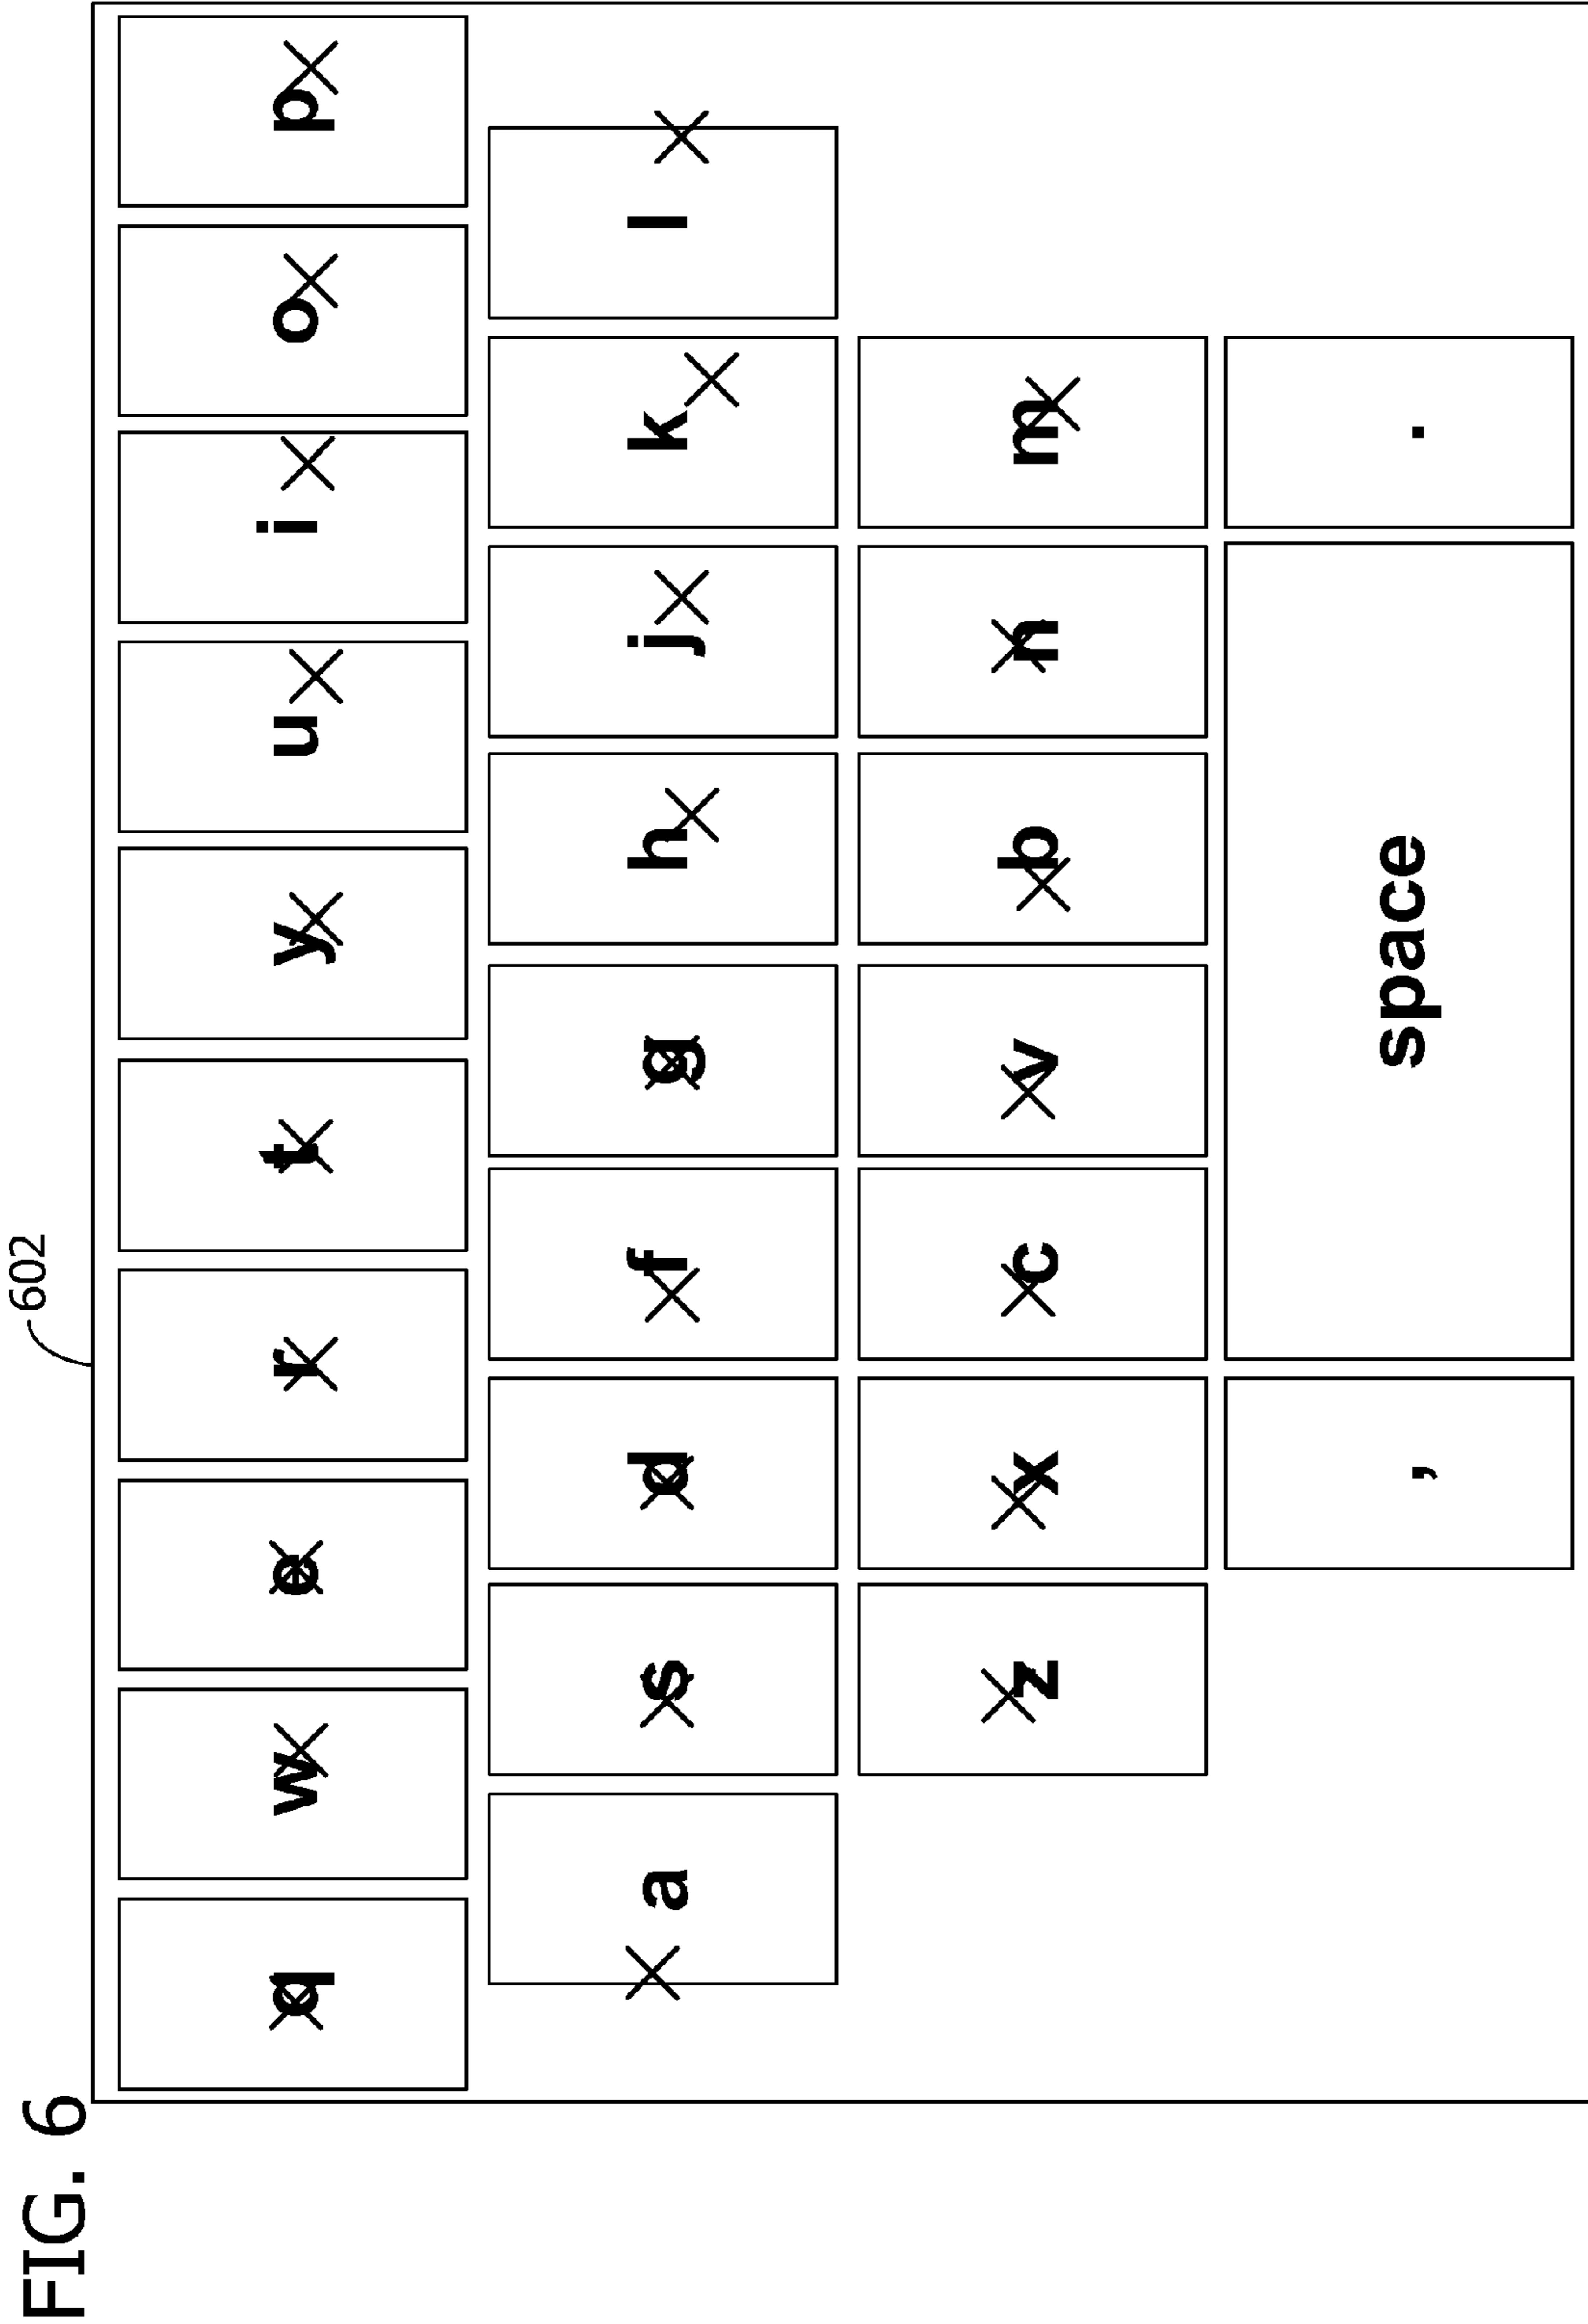 FIG. 6
602
q w e r t y u i o p
a s d f g h j k l
z x c v b n m
, space .